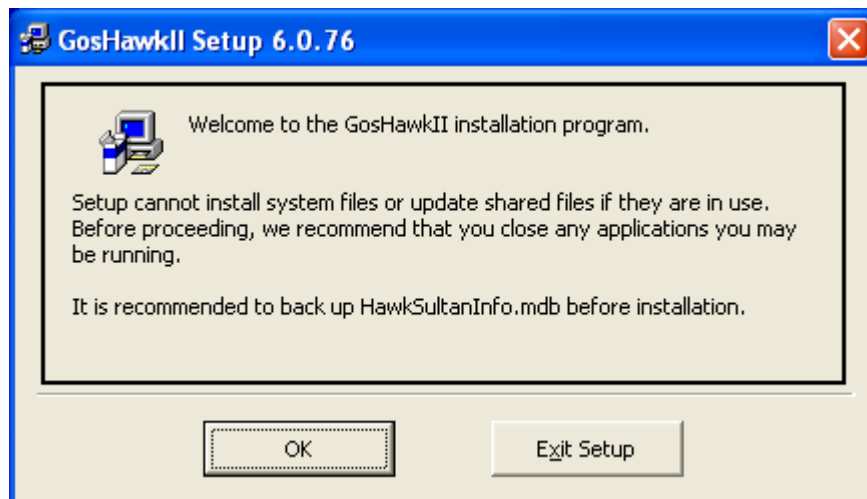 GosHawkII Setup 6.0.76
Welcome to the GosHawkII installation program.
Setup cannot install system files or update shared files if they are in use.
Before proceeding, we recommend that you close any applications you may
be running.
It is recommended to back up HawkSultanInfo.mdb before installation.
OK
Exit Setup